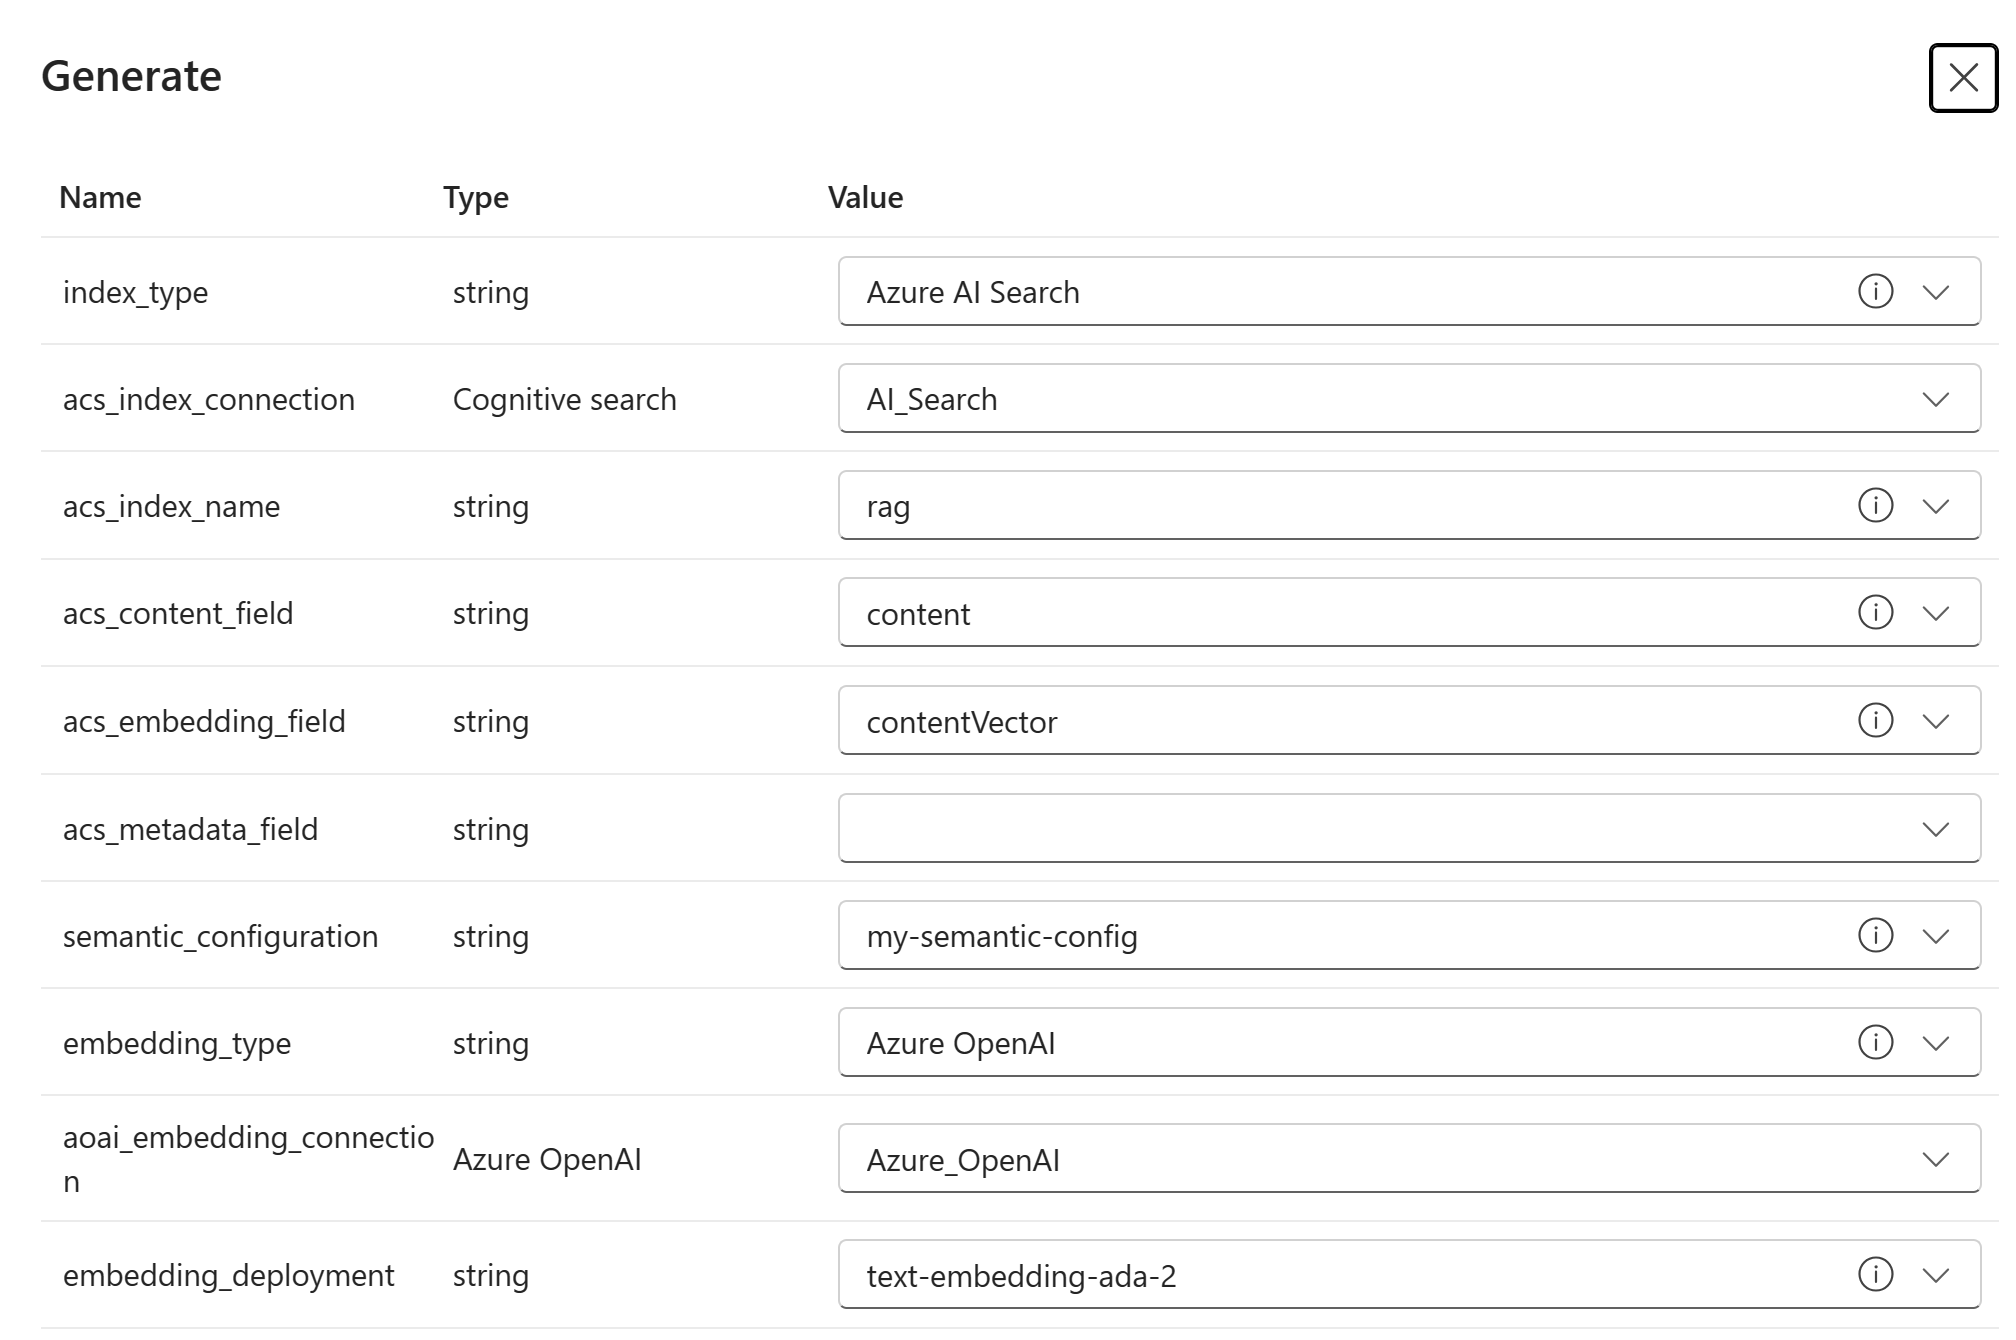 Generate
Name Type Value
index_type string Azure AI Search
acs_index_connection Cognitive search AI_Search
acs_index_name string rag
acs_content_field string content
acs_embedding_field string contentVector
acs_metadata_field string
semantic_configuration string my-semantic-config
embedding_type string Azure OpenAI
aoai_embedding_connectio
n Azure OpenAI Azure_OpenAI
embedding_deployment string text-embedding-ada-2